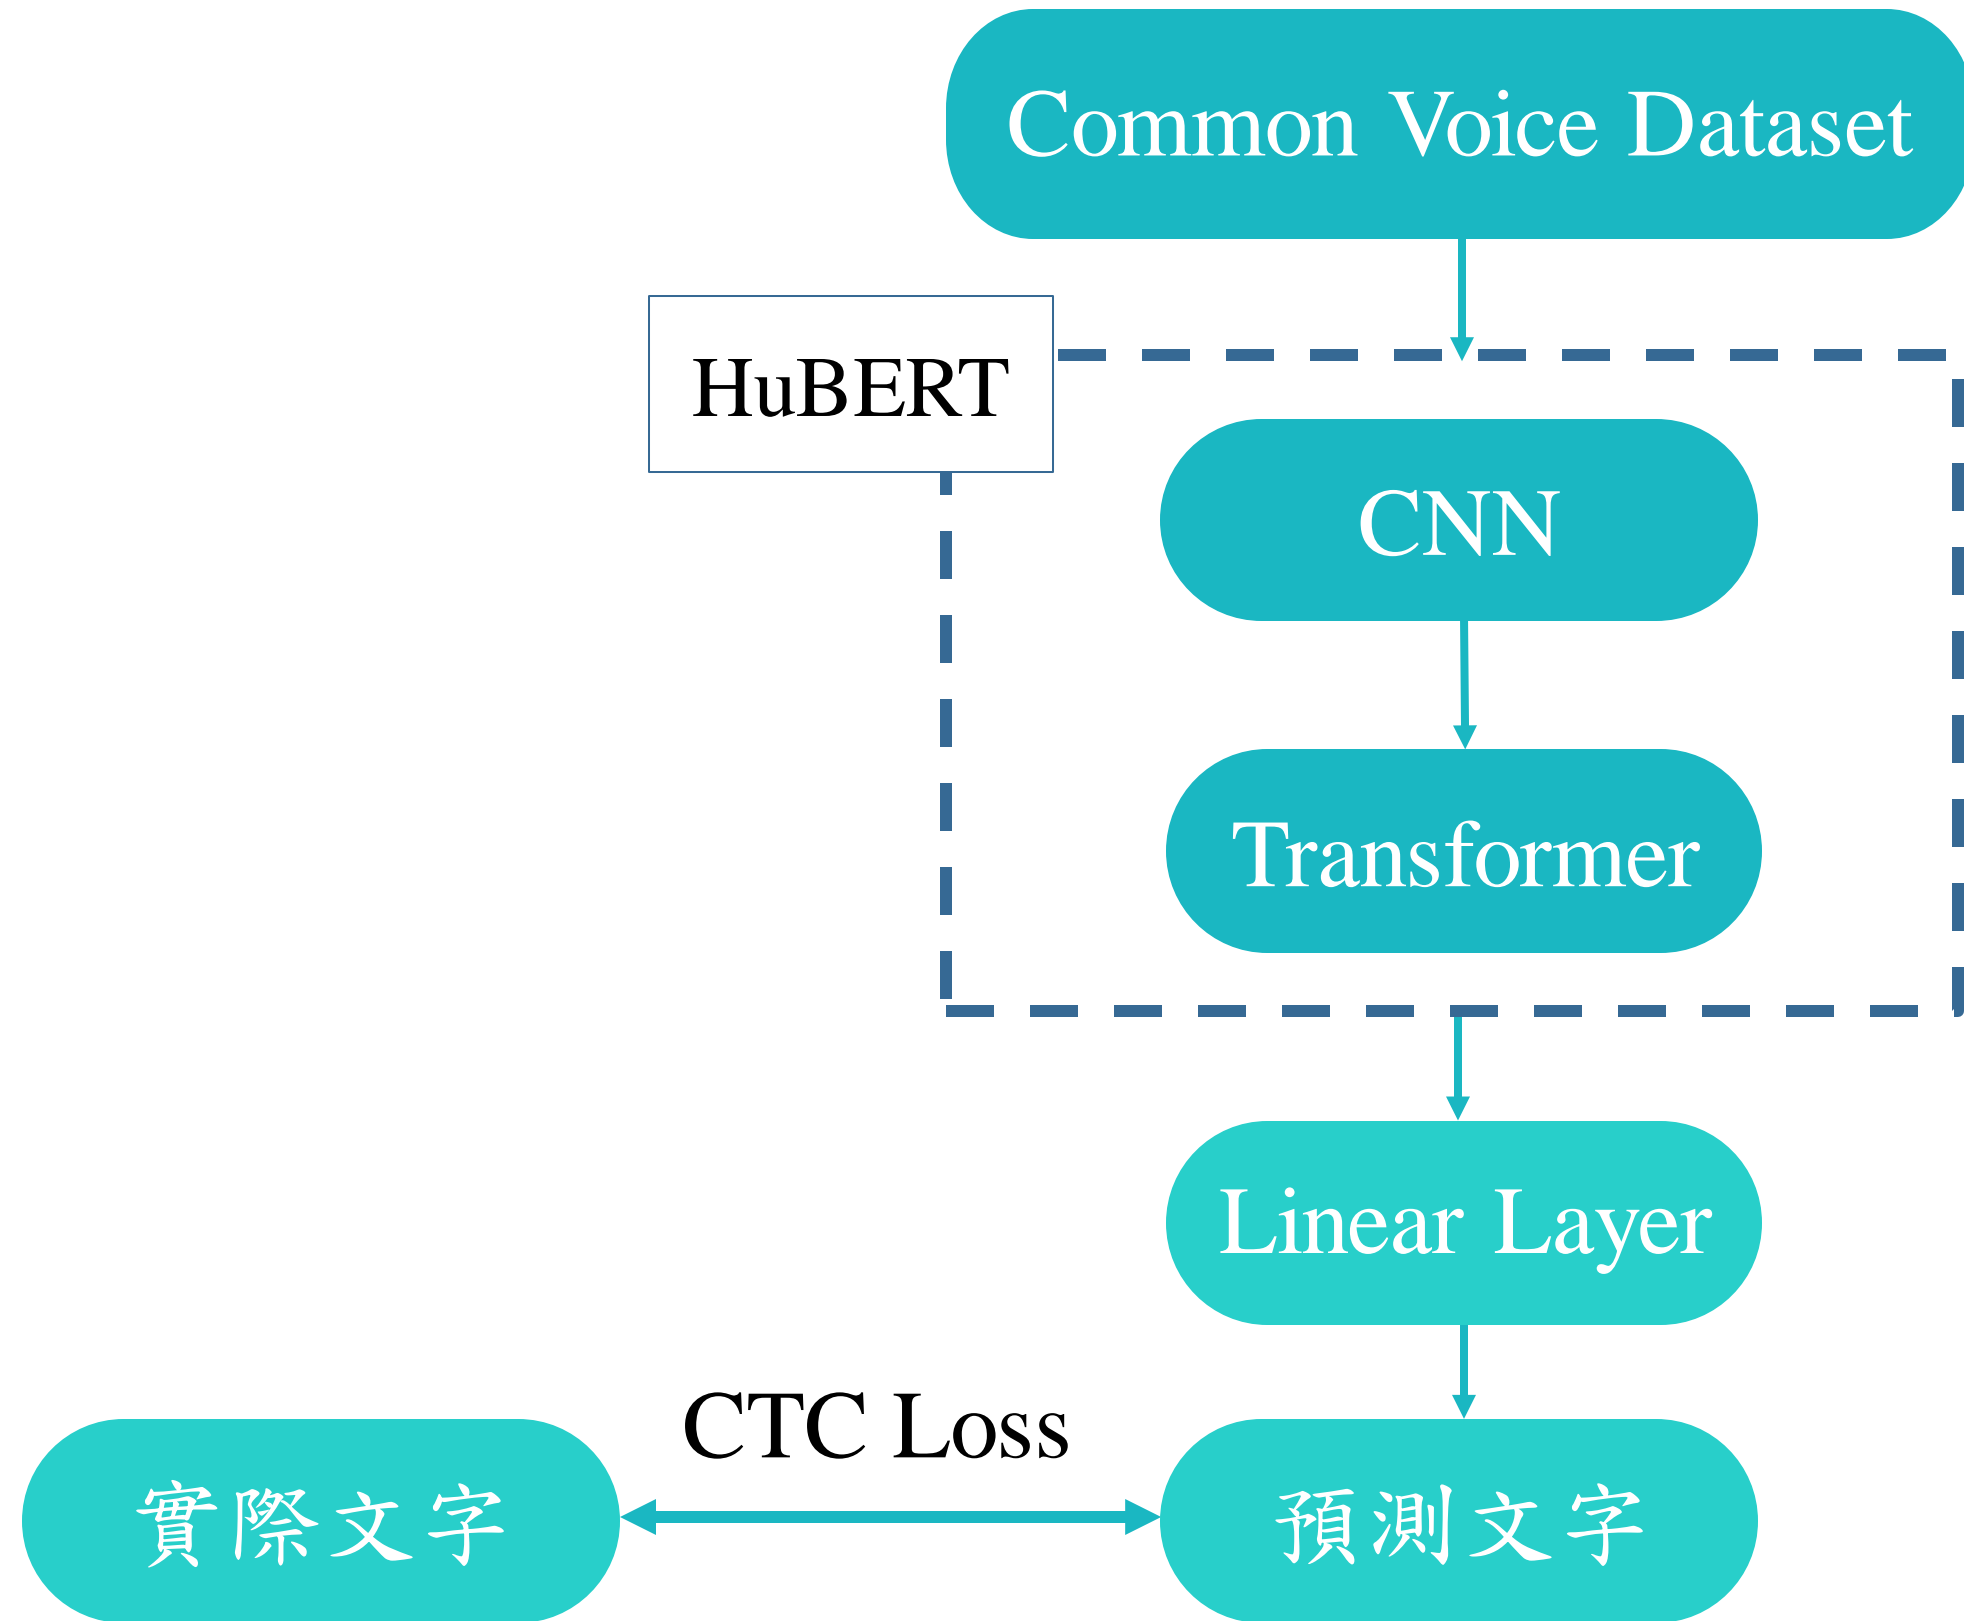 Common Voice Dataset
HuBERT
CNN
Transformer
Linear Layer
CTC Loss
實際文字
預測文字